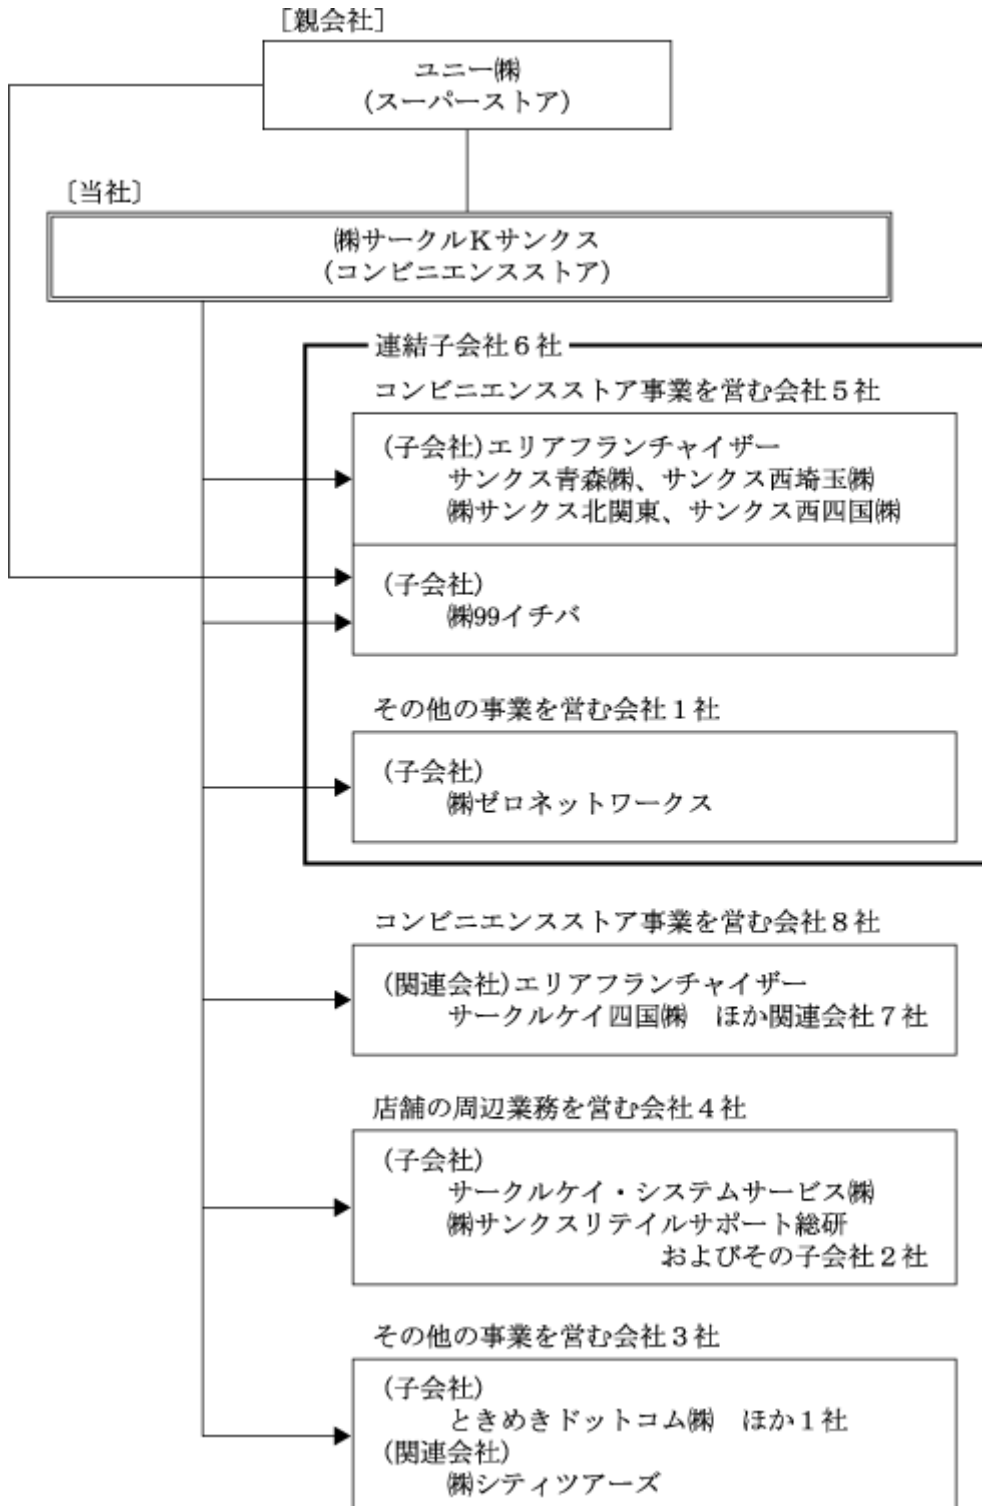 ［親会社］
ユニー㈱
(スーパーストア)
〔当社〕
㈱サークルＫサンクス
(コンビニエンスストア)
連結子会社６社
コンビニエンスストア事業を営む会社５社
(子会社)エリアフランチャイザー
サンクス青森㈱、サンクス西埼玉㈱
㈱サンクス北関東、サンクス西四国㈱
(子会社)
㈱99イチバ
その他の事業を営む会社１社
(子会社)
㈱ゼロネットワークス
コンビニエンスストア事業を営む会社８社
(関連会社)エリアフランチャイザー
サークルケイ四国㈱　ほか関連会社７社
店舗の周辺業務を営む会社４社
(子会社)
サークルケイ・システムサービス㈱
㈱サンクスリテイルサポート総研
およびその子会社２社
その他の事業を営む会社３社
(子会社)
ときめきドットコム㈱　ほか１社
(関連会社)
㈱シティツアーズ